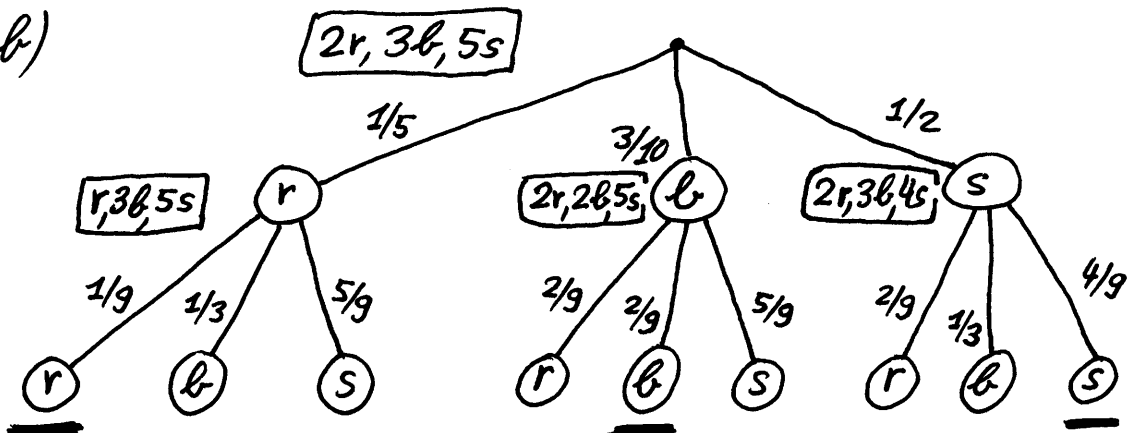 b)
2r, 3b, 5s
1/5 3/10 1/2
r,3b,5s r 2r,2b,5s b 2r,3b,4s s
1/9 1/3 5/9 2/9 2/9 5/9 2/9 1/3 4/9
r b s r b s r b s